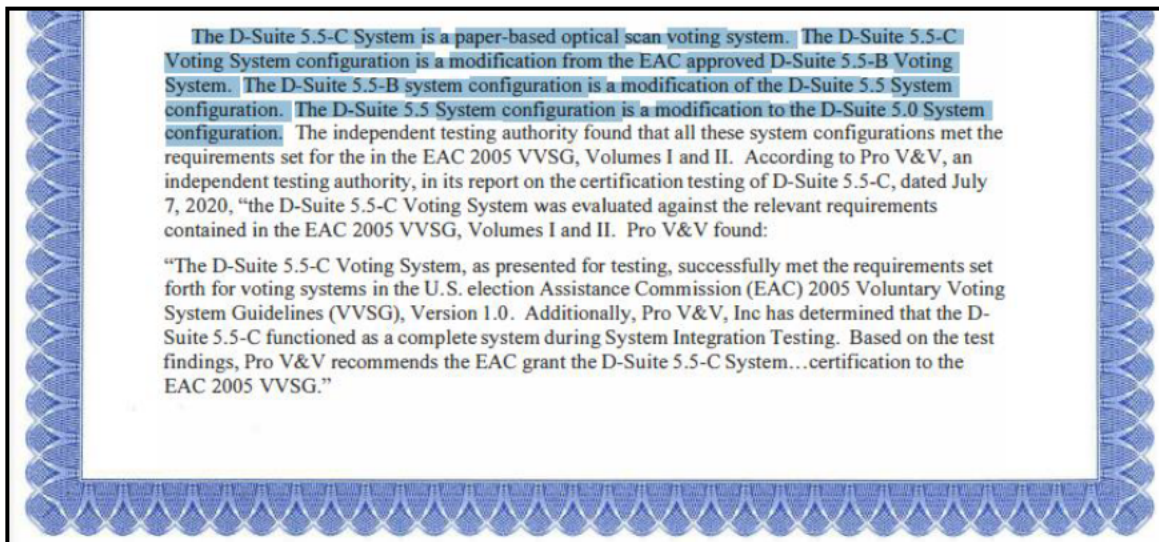 The D-Suite 5.5-C System is a paper-based optical scan voting system. The D-Suite 5.5-C
Voting System configuration is a modification from the EAC approved D-Suite 5.5-B Voting
System. The D-Suite 5.5-B system configuration is a modification of the D-Suite 5.5 System
configuration. The D-Suite 5.5 System configuration is a modification to the D-Suite 5.0 System
configuration. The independent testing authority found that all these system configurations met the
requirements set for the in the EAC 2005 VVSG, Volumes I and II. According to Pro V&V, an
independent testing authority, in its report on the certification testing of D-Suite 5.5-C, dated July
7, 2020, “the D-Suite 5.5-C Voting System was evaluated against the relevant requirements
contained in the EAC 2005 VVSG, Volumes I and II. Pro V&V found:
“The D-Suite 5.5-C Voting System, as presented for testing, successfully met the requirements set
forth for voting systems in the U.S. election Assistance Commission (EAC) 2005 Voluntary Voting
System Guidelines (VVSG), Version 1.0. Additionally, Pro V&V, Inc has determined that the D-
Suite 5.5-C functioned as a complete system during System Integration Testing. Based on the test
findings, Pro V&V recommends the EAC grant the D-Suite 5.5-C System…certification to the
EAC 2005 VVSG.”